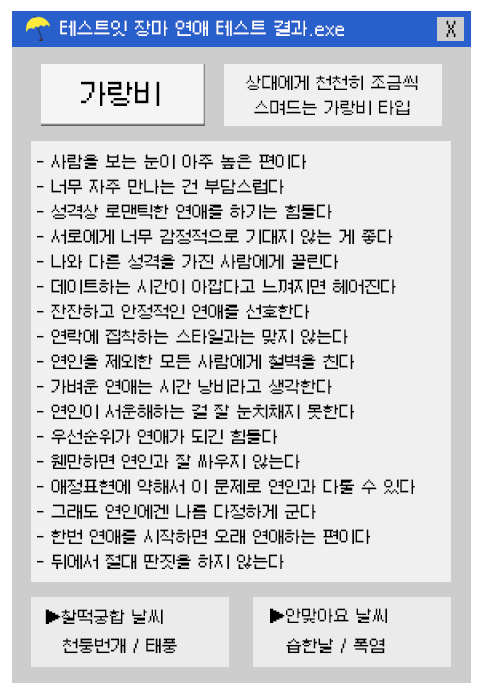 테스트잇 장마 연애 테스트 결과.exe X
가랑비
상대에게 천천히 조금씩
스며드는 가랑비 타입
- 사람을 보는 눈이 아주 높은 편이다
- 너무 자주 만나는 건 부담스럽다
- 성격상 로맨틱한 연애를 하기는 힘들다
- 서로에게 너무 감정적으로 기대지 않는 게 좋다
- 나와 다른 성격을 가진 사람에게 끌린다
- 데이트하는 시간이 아깝다고 느껴지면 헤어진다
- 잔잔하고 안정적인 연애를 선호한다
- 연락에 집착하는 스타일과는 맞지 않는다
- 연인을 제외한 모든 사람에게 철벽을 친다
- 가벼운 연애는 시간 낭비라고 생각한다
- 연인이 서운해하는 걸 잘 눈치채지 못한다
- 우선순위가 연애가 되긴 힘들다
- 웬만하면 연인과 잘 싸우지 않는다
- 애정표현에 약해서 이 문제로 연인과 다툴 수 있다
- 그래도 연인에겐 나름 다정하게 군다
- 한번 연애를 시작하면 오래 연애하는 편이다
- 뒤에서 절대 딴짓을 하지 않는다
▶찰떡궁합 날씨
천둥번개 / 태풍
▶안맞아요 날씨
습한날 / 폭염